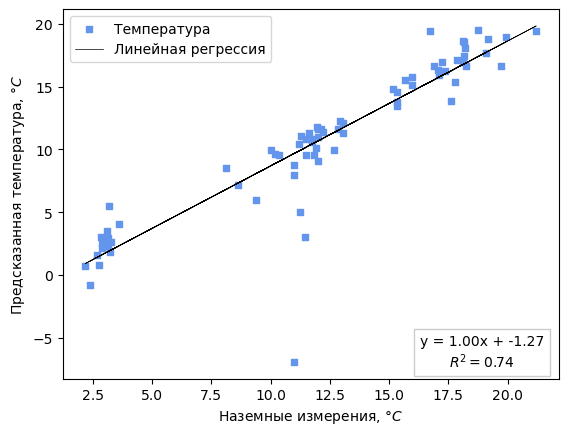 Температура
Линейная регрессия
Предсказанная температура, °C
20
15
10
5
0
−5
y = 1.00x + -1.27
R² = 0.74
2.5 5.0 7.5 10.0 12.5 15.0 17.5 20.0
Наземные измерения, °C